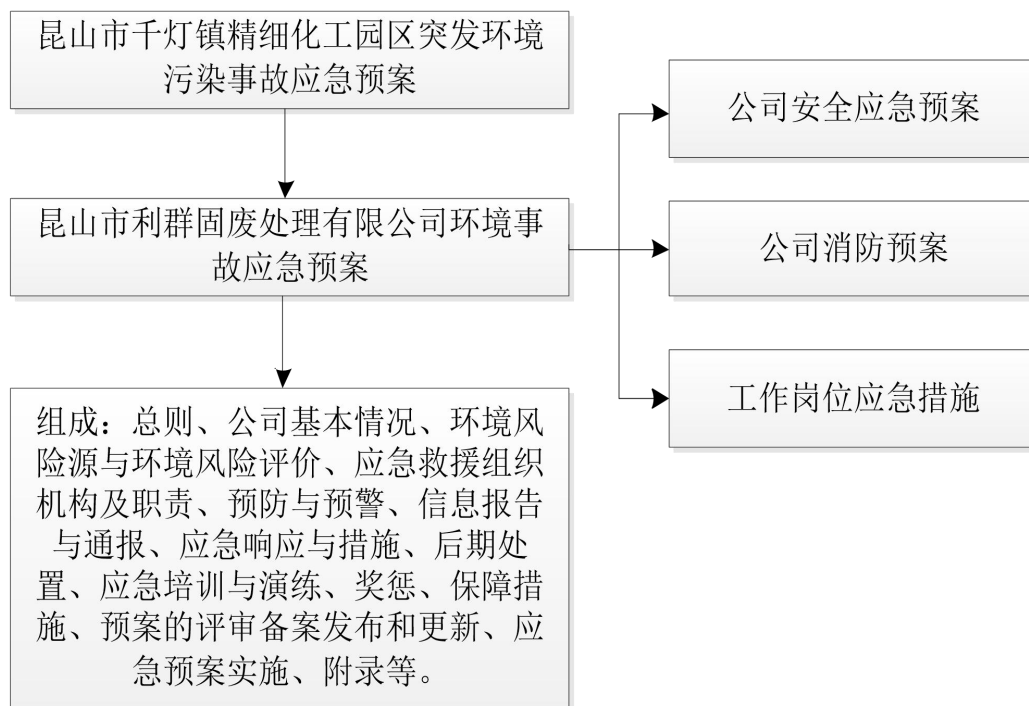 昆山市千灯镇精细化工园区突发环境
污染事故应急预案
公司安全应急预案
昆山市利群固废处理有限公司环境事
故应急预案
公司消防预案
工作岗位应急措施
组成：总则、公司基本情况、环境风
险源与环境风险评价、应急救援组织
机构及职责、预防与预警、信息报告
与通报、应急响应与措施、后期处
置、应急培训与演练、奖惩、保障措
施、预案的评审备案发布和更新、应
急预案实施、附录等。